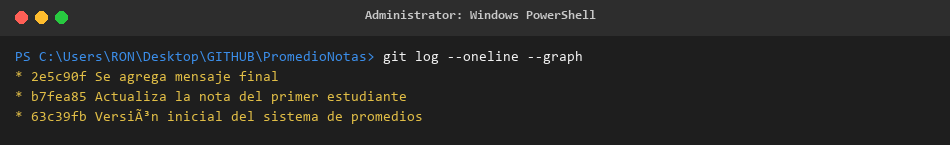 Administrator: Windows PowerShell
PS C:\Users\RON\Desktop\GITHUB\PromedioNotas> git log --oneline --graph
* 2e5c90f Se agrega mensaje final
* b7fea85 Actualiza la nota del primer estudiante
* 63c39fb VersiÃ³n inicial del sistema de promedios